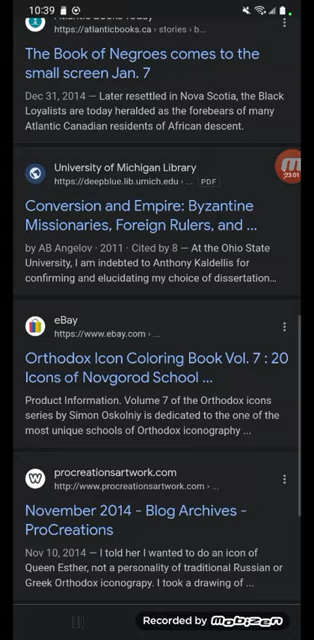 10:39
https://atlanticbooks.ca › stories › b...
The Book of Negroes comes to the
small screen Jan. 7
Dec 31, 2014 — Later resettled in Nova Scotia, the Black
Loyalists are today heralded as the forebears of many
Atlantic Canadian residents of African descent.
University of Michigan Library
https://deepblue.lib.umich.edu › ... PDF
23:01
Conversion and Empire: Byzantine
Missionaries, Foreign Rulers, and ...
by AB Angelov · 2011 · Cited by 8 — At the Ohio State
University, I am indebted to Anthony Kaldellis for
confirming and elucidating my choice of dissertation...
eBay
https://www.ebay.com › ...
Orthodox Icon Coloring Book Vol. 7 : 20
Icons of Novgorod School ...
Product Information. Volume 7 of the Orthodox icons
series by Simon Oskolniy is dedicated to the one of the
most unique schools of Orthodox iconography ...
procreationsartwork.com
http://www.procreationsartwork.com › ...
November 2014 - Blog Archives -
ProCreations
Nov 10, 2014 — I told her I wanted to do an icon of
Queen Esther, not a personality of traditional Russian or
Greek Orthodox iconograpy. I took a drawing of ...
Recorded by Mobizen